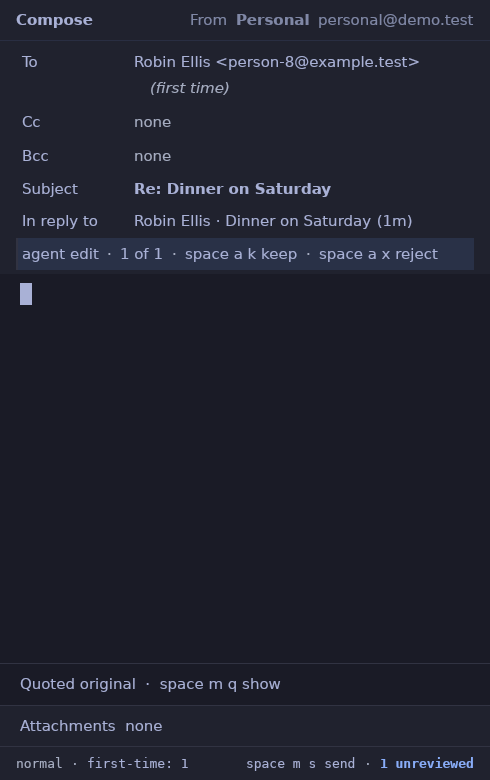 Compose From Personal personal@demo.test
To Robin Ellis <person-8@example.test>
(first time)
Cc none
Bcc none
Subject Re: Dinner on Saturday
In reply to Robin Ellis · Dinner on Saturday (1m)
agent edit · 1 of 1 · space a k keep · space a x reject
Quoted original · space m q show
Attachments none
normal · first-time: 1 space m s send · 1 unreviewed